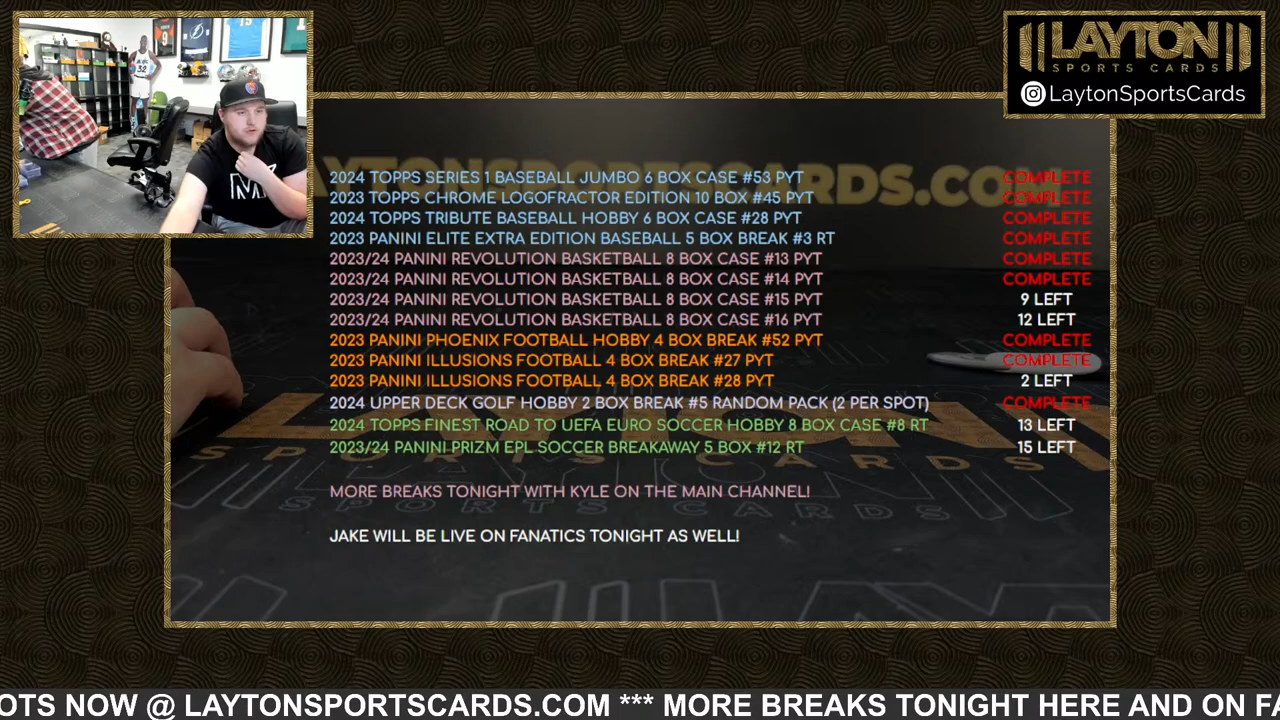 LAYTON
SPORTS CARDS
LaytonSportsCards
LAYTONSPORTSCARDS.CO
2024 TOPPS SERIES 1 BASEBALL JUMBO 6 BOX CASE #53 PYT COMPLETE
2023 TOPPS CHROME LOGOFRACTOR EDITION 10 BOX #45 PYT COMPLETE
2024 TOPPS TRIBUTE BASEBALL HOBBY 6 BOX CASE #28 PYT COMPLETE
2023 PANINI ELITE EXTRA EDITION BASEBALL 5 BOX BREAK #3 RT COMPLETE
2023/24 PANINI REVOLUTION BASKETBALL 8 BOX CASE #13 PYT COMPLETE
2023/24 PANINI REVOLUTION BASKETBALL 8 BOX CASE #14 PYT COMPLETE
2023/24 PANINI REVOLUTION BASKETBALL 8 BOX CASE #15 PYT 9 LEFT
2023/24 PANINI REVOLUTION BASKETBALL 8 BOX CASE #16 PYT 12 LEFT
2023 PANINI PHOENIX FOOTBALL HOBBY 4 BOX BREAK #52 PYT COMPLETE
2023 PANINI ILLUSIONS FOOTBALL 4 BOX BREAK #27 PYT COMPLETE
2023 PANINI ILLUSIONS FOOTBALL 4 BOX BREAK #28 PYT 2 LEFT
2024 UPPER DECK GOLF HOBBY 2 BOX BREAK #5 RANDOM PACK (2 PER SPOT) COMPLETE
2024 TOPPS FINEST ROAD TO UEFA EURO SOCCER HOBBY 8 BOX CASE #8 RT 13 LEFT
2023/24 PANINI PRIZM EPL SOCCER BREAKAWAY 5 BOX #12 RT 15 LEFT
LAYTON
SPORTS CARDS
MORE BREAKS TONIGHT WITH KYLE ON THE MAIN CHANNEL!
SPORTS CARDS
JAKE WILL BE LIVE ON FANATICS TONIGHT AS WELL!
OTS NOW @ LAYTONSPORTSCARDS.COM *** MORE BREAKS TONIGHT HERE AND ON FA